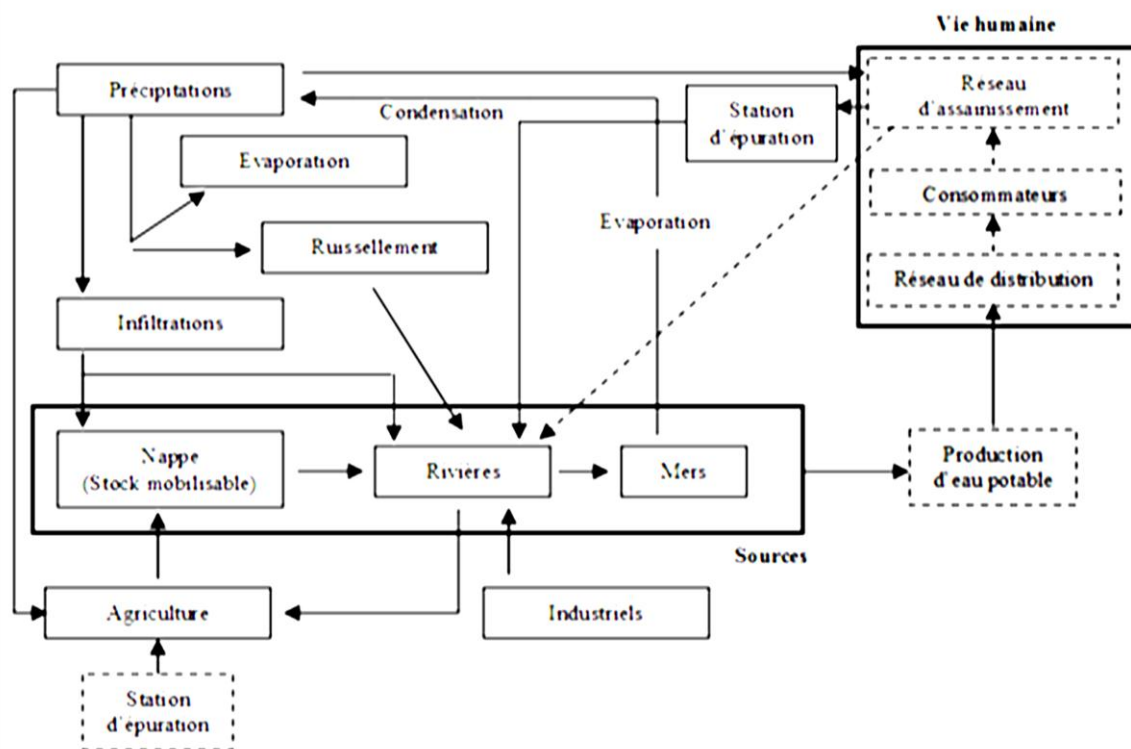 Vie humaine
Précipitations
Réseau
d'assainissement
Condensation
Station
d'épuration
Evaporation
Consommateurs
Evaporation
Ruissellement
Réseau de distribution
Infiltrations
Nappe
(Stock mobilisable)
Rivières
Mers
Production
d'eau potable
Sources
Agriculture
Industriels
Station
d'épuration